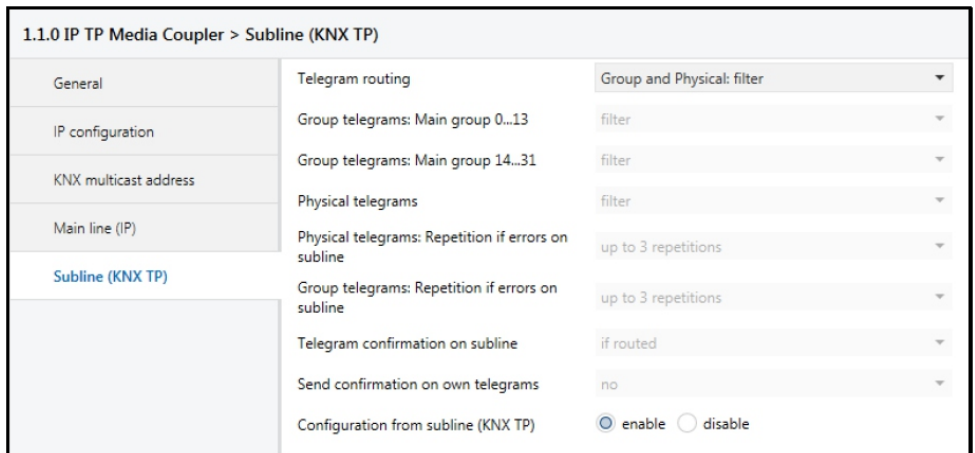 1.1.0 IP TP Media Coupler > Subline (KNX TP)
General
IP configuration
KNX multicast address
Main line (IP)
Subline (KNX TP)
Telegram routing Group and Physical: filter
Group telegrams: Main group 0...13 filter
Group telegrams: Main group 14...31 filter
Physical telegrams filter
Physical telegrams: Repetition if errors on
subline up to 3 repetitions
Group telegrams: Repetition if errors on
subline up to 3 repetitions
Telegram confirmation on subline if routed
Send confirmation on own telegrams no
Configuration from subline (KNX TP) enable disable